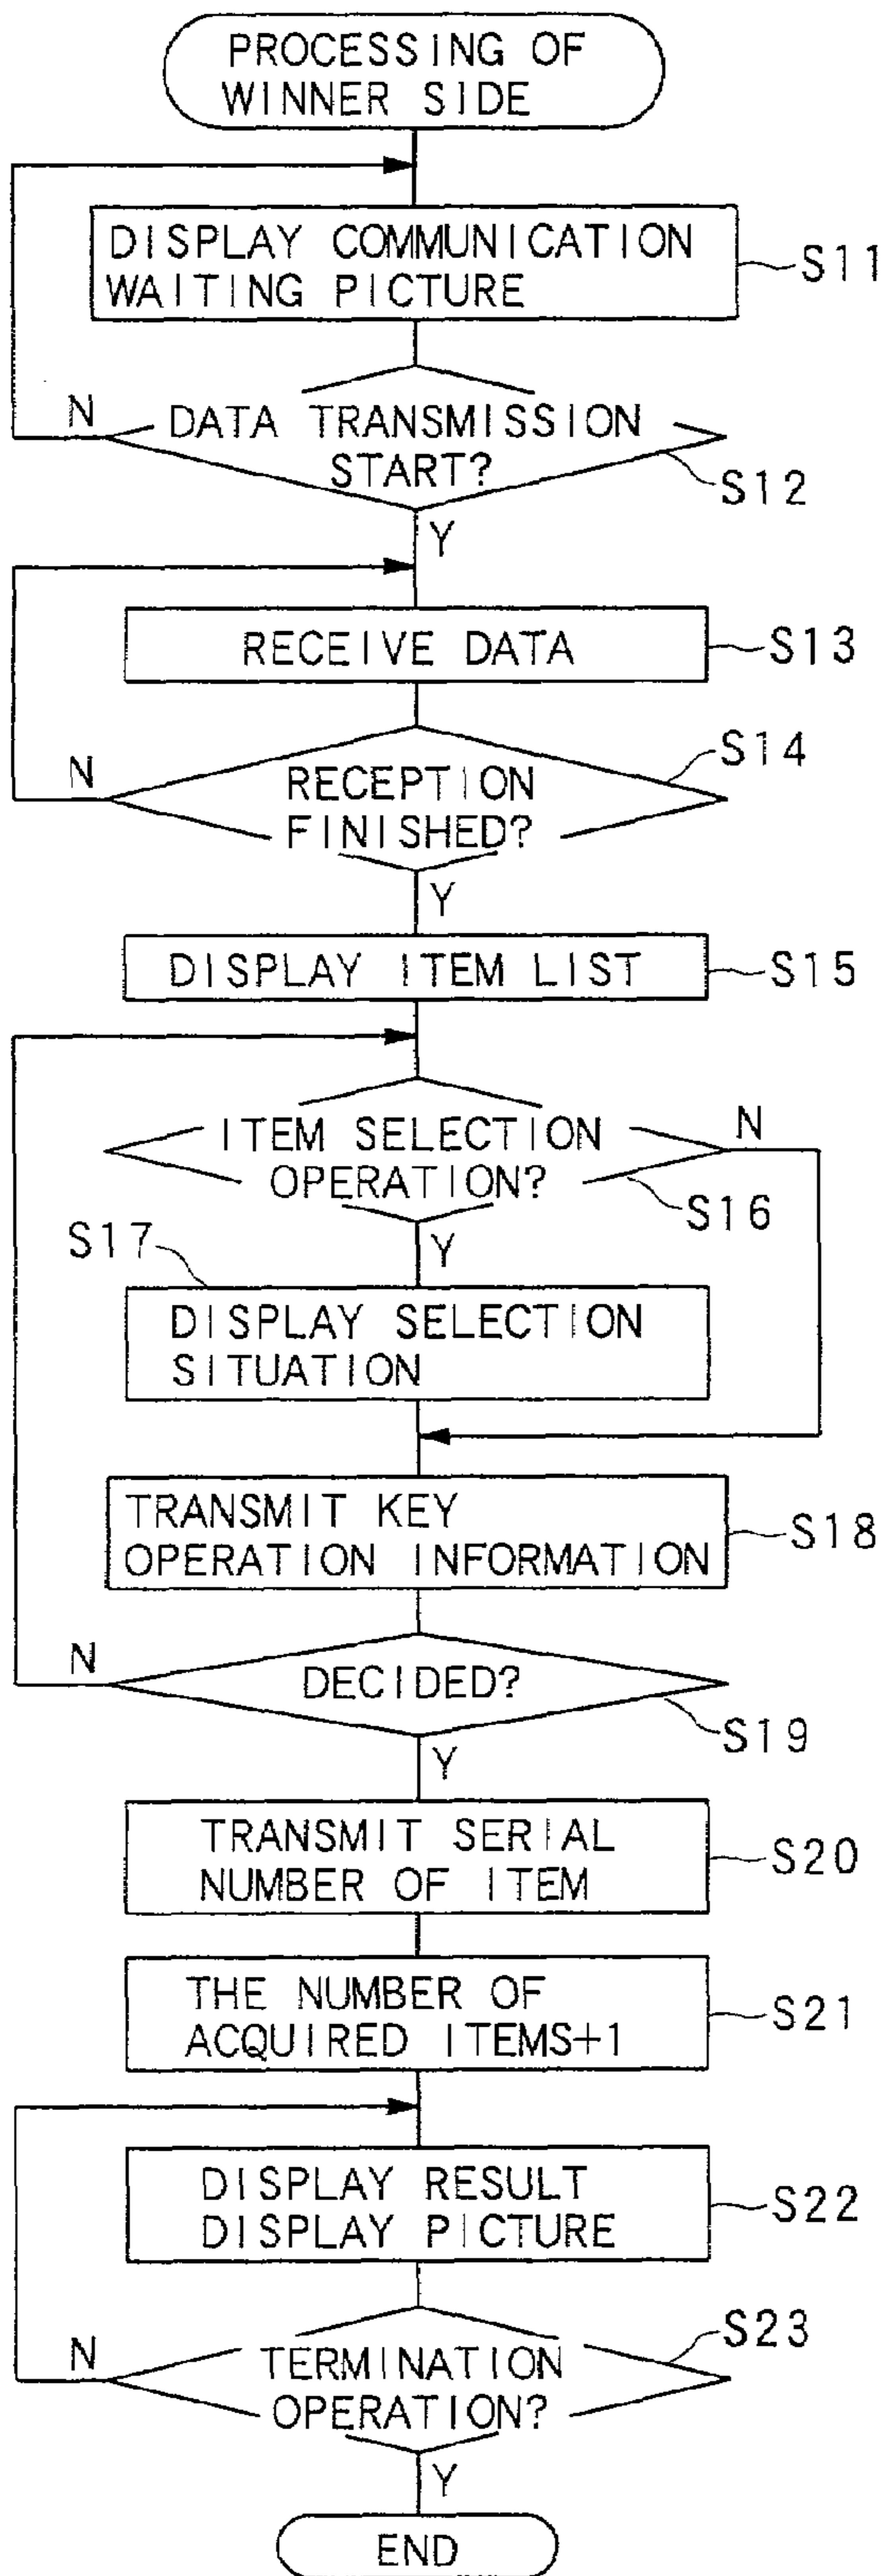 PROCESSING OF
WINNER SIDE
DISPLAY COMMUNICATION
WAITING PICTURE
S11
N
DATA TRANSMISSION
START?
S12
Y
RECEIVE DATA
S13
S14
N
RECEPTION
FINISHED?
Y
DISPLAY ITEM LIST
S15
ITEM SELECTION
OPERATION?
N
S16
S17
Y
DISPLAY SELECTION
SITUATION
TRANSMIT KEY
OPERATION INFORMATION
S18
N
DECIDED?
S19
Y
TRANSMIT SERIAL
NUMBER OF ITEM
S20
THE NUMBER OF
ACQUIRED ITEMS+1
S21
DISPLAY RESULT
DISPLAY PICTURE
S22
S23
N
TERMINATION
OPERATION?
Y
END